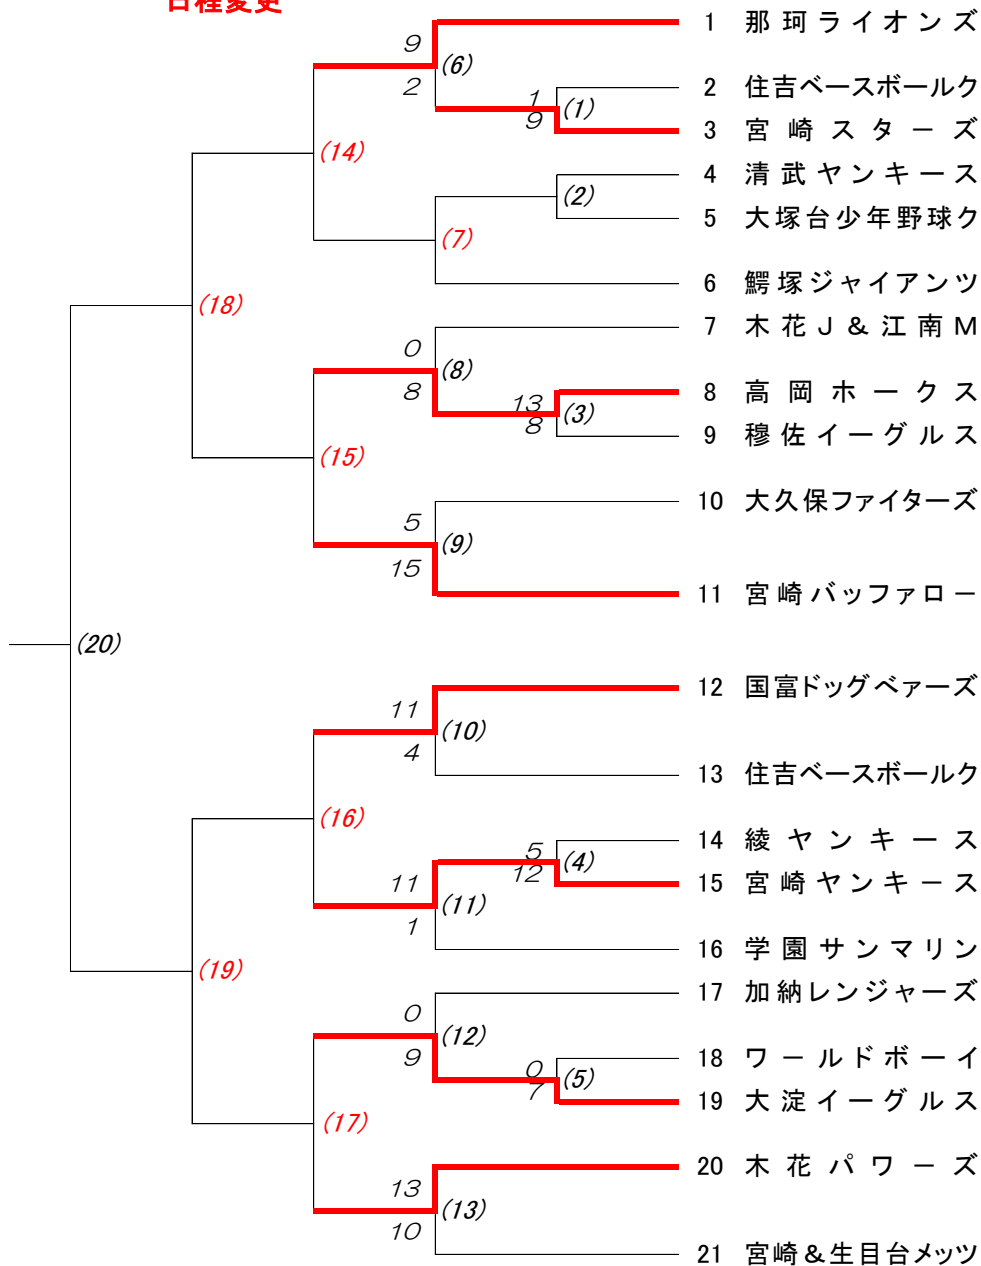 日程変更
1 那珂ライオンズ
9
(6)
2
2 住吉ベースボールク
1
(1)
9
3 宮崎スターズ
(14)
4 清武ヤンキース
(2)
5 大塚台少年野球ク
(7)
6 鰐塚ジャイアンツ
(18)
7 木花J&江南M
0
(8)
8
8 高岡ホークス
13
(3)
8
9 穆佐イーグルス
(15)
10 大久保ファイターズ
5
(9)
15
11 宮崎バッファロー
(20)
12 国富ドッグベァーズ
11
(10)
4
13 住吉ベースボールク
(16)
14 綾ヤンキース
5
(4)
12
15 宮崎ヤンキース
11
(11)
1
16 学園サンマリン
(19)
17 加納レンジャーズ
0
(12)
9
18 ワールドボーイ
0
(5)
7
19 大淀イーグルス
(17)
20 木花パワーズ
13
(13)
10
21 宮崎&生目台メッツ